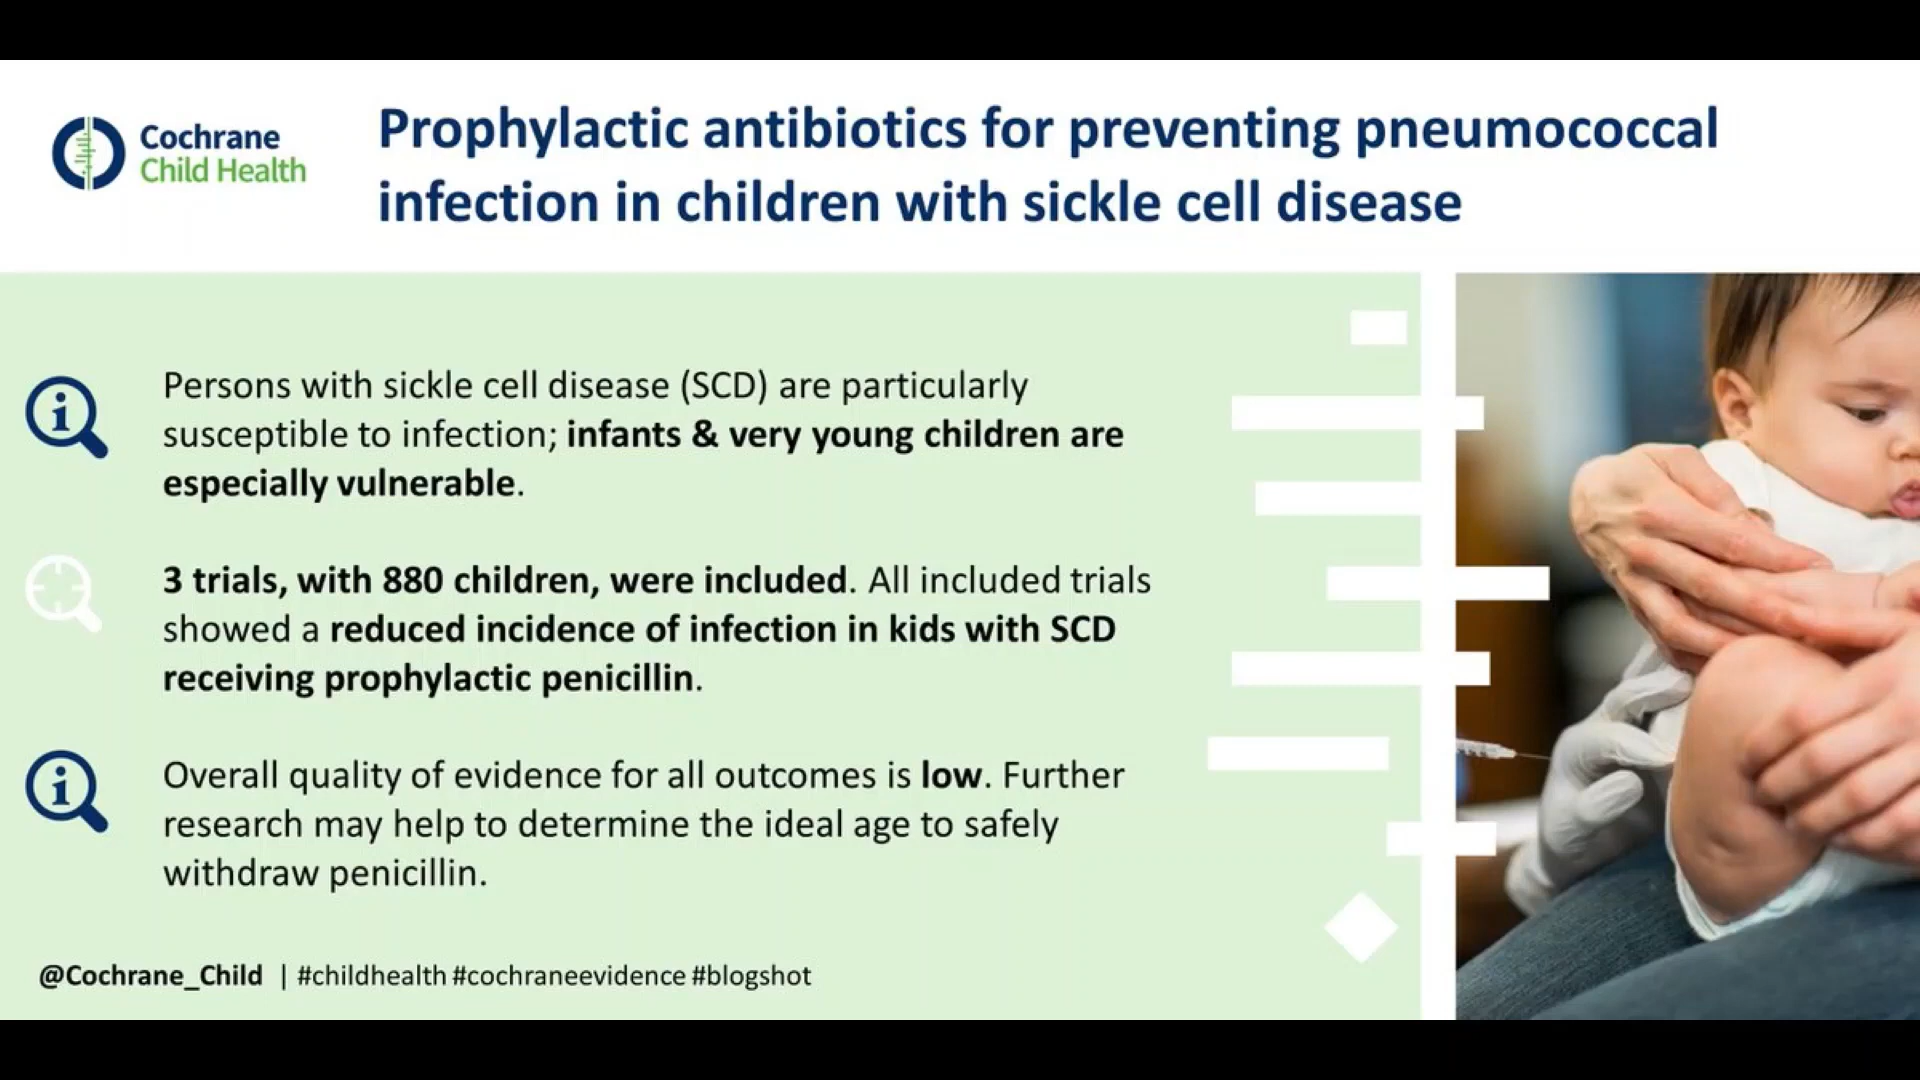 Cochrane
Child Health
Prophylactic antibiotics for preventing pneumococcal
infection in children with sickle cell disease
Persons with sickle cell disease (SCD) are particularly
susceptible to infection; infants & very young children are
especially vulnerable.
3 trials, with 880 children, were included. All included trials
showed a reduced incidence of infection in kids with SCD
receiving prophylactic penicillin.
Overall quality of evidence for all outcomes is low. Further
research may help to determine the ideal age to safely
withdraw penicillin.
@Cochrane_Child | #childhealth #cochraneevidence #blogshot